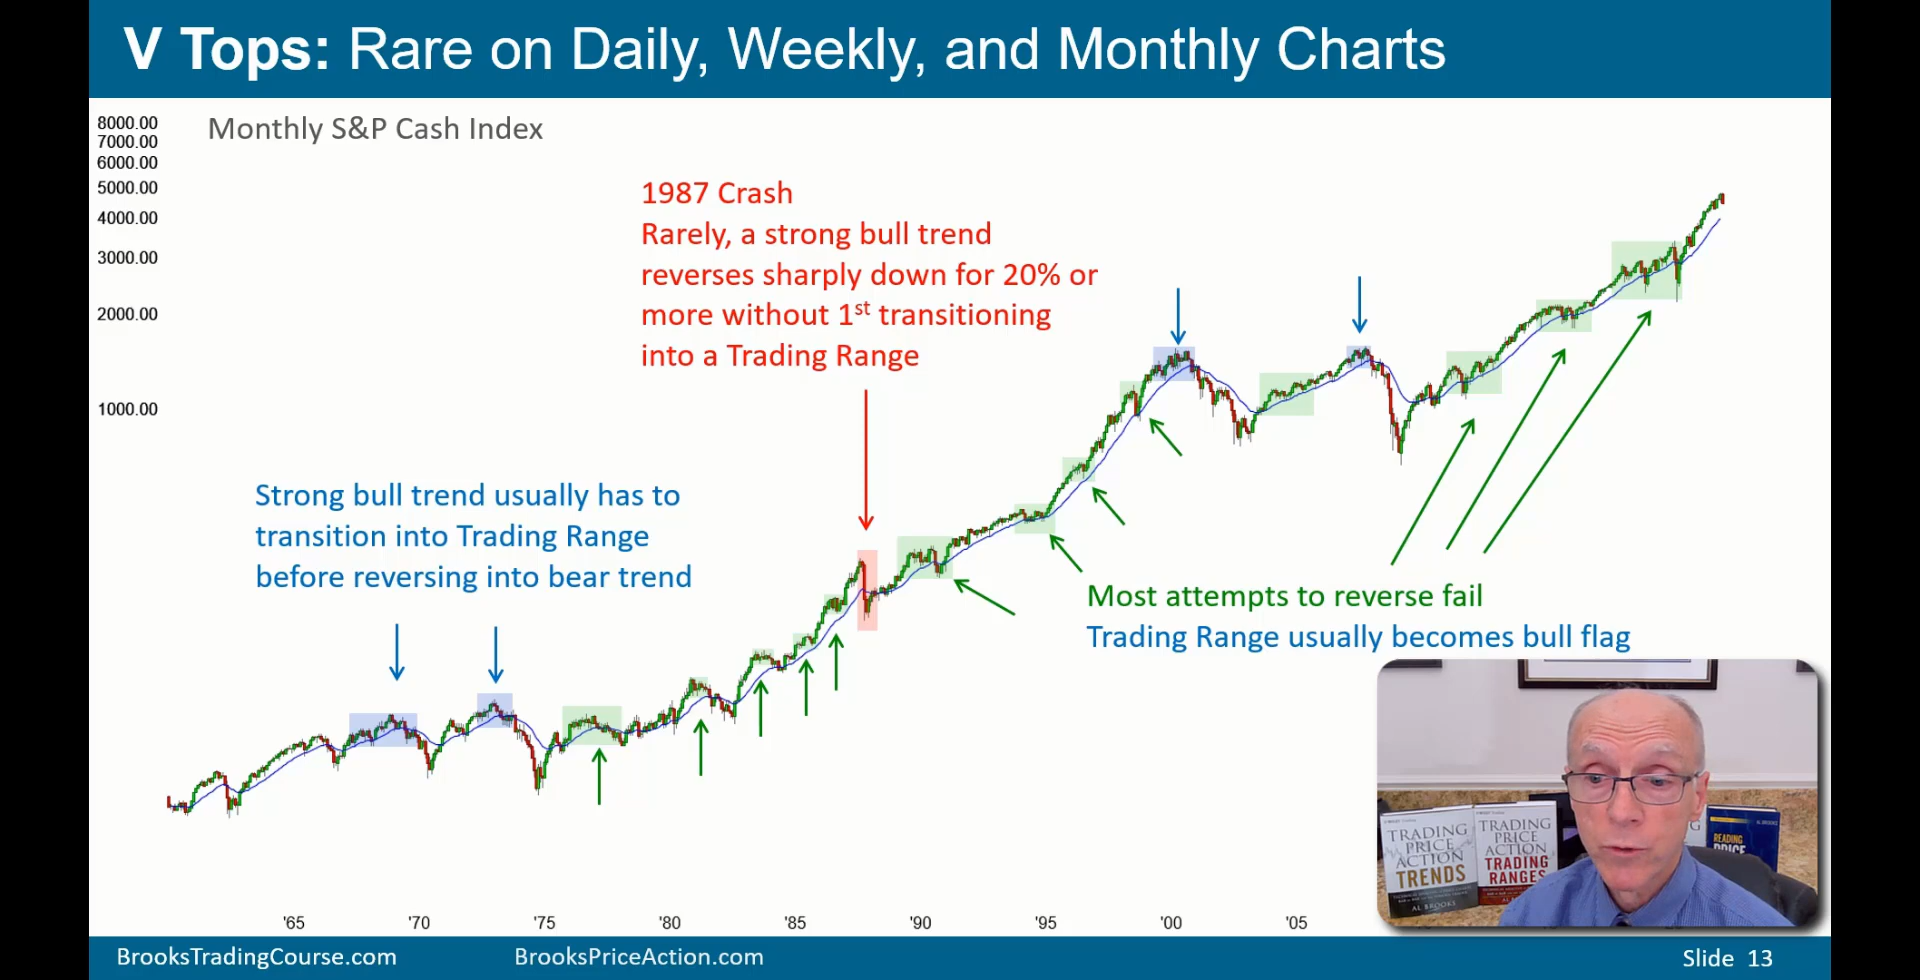 V Tops: Rare on Daily, Weekly, and Monthly Charts
Monthly S&P Cash Index
8000.00
7000.00
6000.00
5000.00
4000.00
3000.00
2000.00
1000.00
1987 Crash
Rarely, a strong bull trend
reverses sharply down for 20% or
more without 1st transitioning
into a Trading Range
Strong bull trend usually has to
transition into Trading Range
before reversing into bear trend
Most attempts to reverse fail
Trading Range usually becomes bull flag
TRADING
PRICE
ACTION
TRENDS
AL BROOKS
TRADING
PRICE
ACTION
TRADING
RANGES
READING
PRICE
'65
'70
'75
'80
'85
'90
'95
'00
'05
BrooksTradingCourse.com
BrooksPriceAction.com
Slide 13